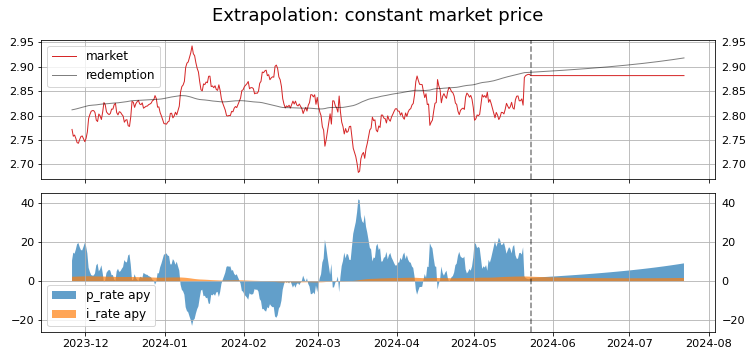 Extrapolation: constant market price
2.95 2.95
market
2.90 2.90
redemption
2.85 2.85
2.80 2.80
2.75 2.75
2.70 2.70
40 40
20 20
0 0
p_rate apy
i_rate apy
−20 −20
2023-12 2024-01 2024-02 2024-03 2024-04 2024-05 2024-06 2024-07 2024-08